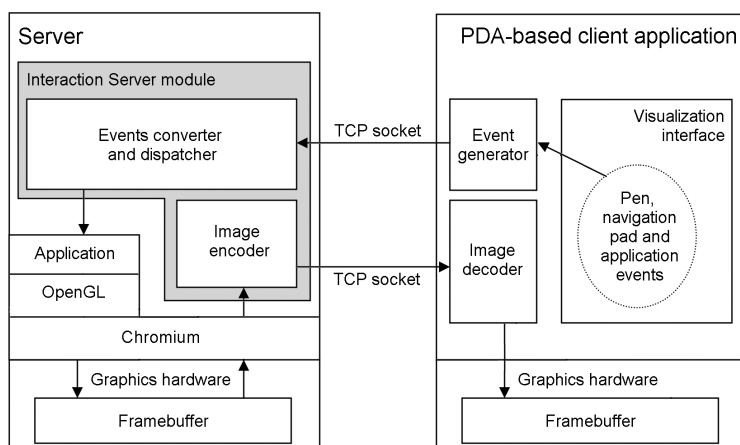 Server
Interaction Server module
Events converter
and dispatcher
Image
encoder
Application
OpenGL
Chromium
Graphics hardware
Framebuffer
TCP socket
TCP socket
PDA-based client application
Event
generator
Visualization
interface
Pen,
navigation
pad and
application
events
Image
decoder
Graphics hardware
Framebuffer